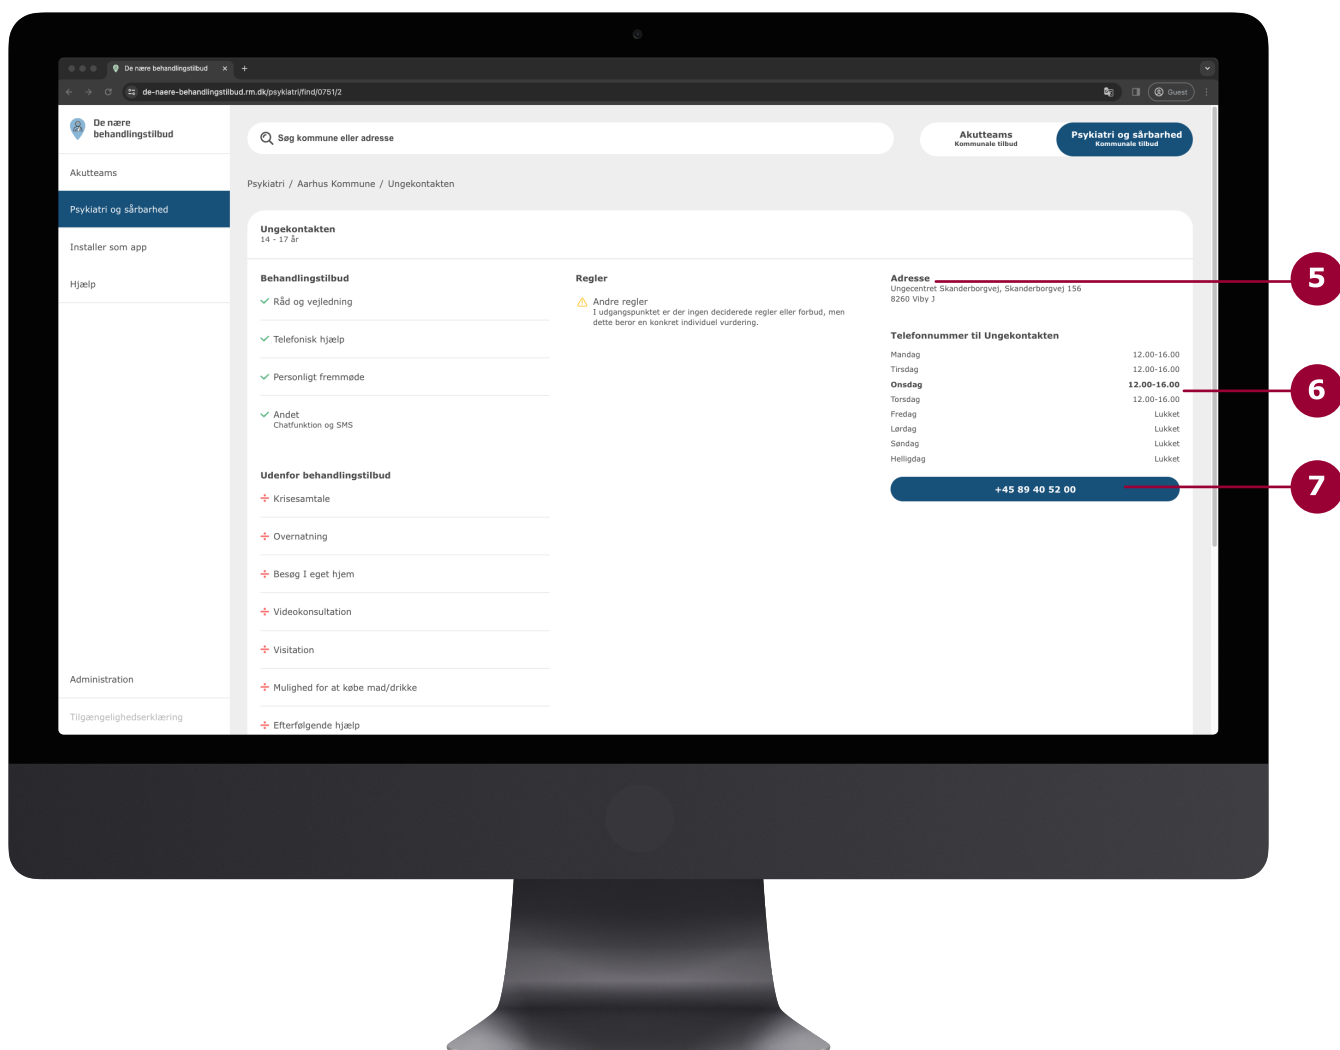 De nære behandlingstilbud
de-naere-behandlingstilbud.rm.dk/psykiatri/find/0751/2
Guest
De nære
behandlingstilbud
Akutteams
Psykiatri og sårbarhed
Installer som app
Hjælp
Administration
Tilgængelighedserklæring
Søg kommune eller adresse
Akutteams
Kommunale tilbud
Psykiatri og sårbarhed
Kommunale tilbud
Psykiatri / Aarhus Kommune / Ungekontakten
Ungekontakten
14 - 17 år
Behandlingstilbud
Råd og vejledning
Telefonisk hjælp
Personligt fremmøde
Andet
Chatfunktion og SMS
Udenfor behandlingstilbud
Krisesamtale
Overnatning
Besøg I eget hjem
Videokonsultation
Visitation
Mulighed for at købe mad/drikke
Efterfølgende hjælp
Regler
Andre regler
I udgangspunktet er der ingen deciderede regler eller forbud, men
dette beror en konkret individuel vurdering.
Adresse
Ungecentret Skanderborgvej, Skanderborgvej 156
8260 Viby J
Telefonnummer til Ungekontakten
Mandag 12.00-16.00
Tirsdag 12.00-16.00
Onsdag 12.00-16.00
Torsdag 12.00-16.00
Fredag Lukket
Lørdag Lukket
Søndag Lukket
Helligdag Lukket
+45 89 40 52 00
5
6
7